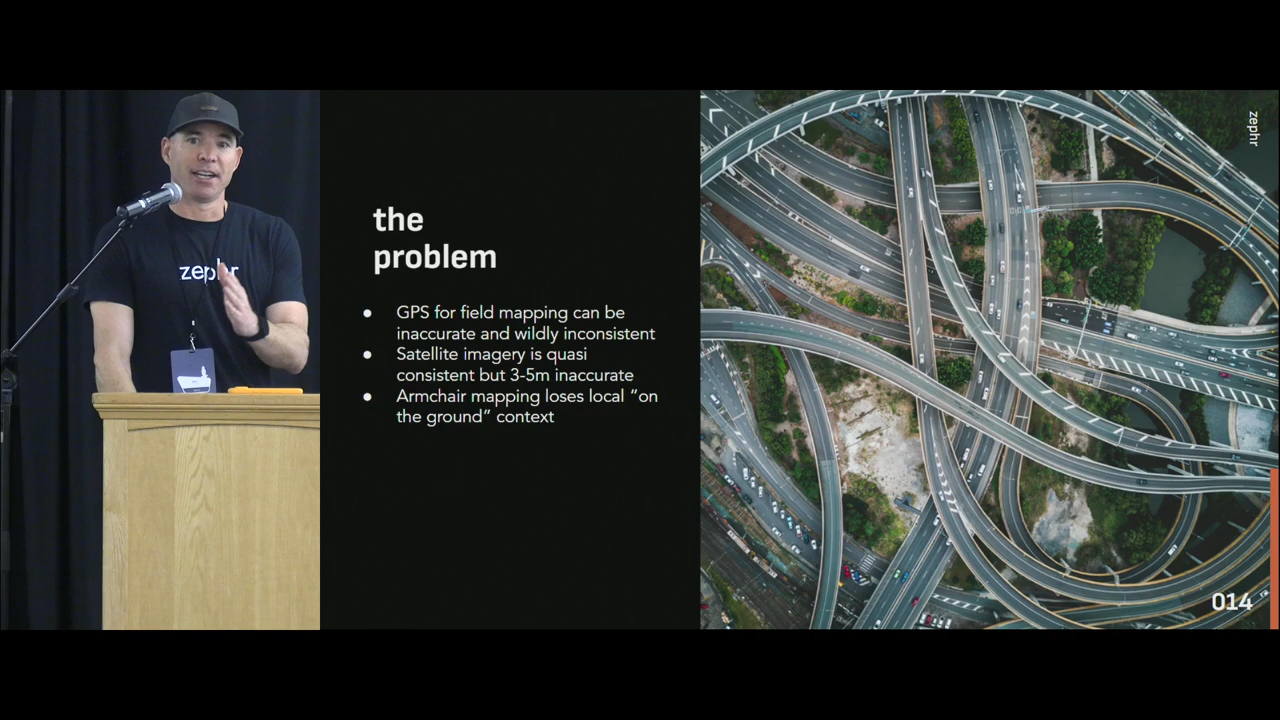 zephr
the
problem
● GPS for field mapping can be
inaccurate and wildly inconsistent
● Satellite imagery is quasi
consistent but 3-5m inaccurate
● Armchair mapping loses local “on
the ground” context
zephr
014